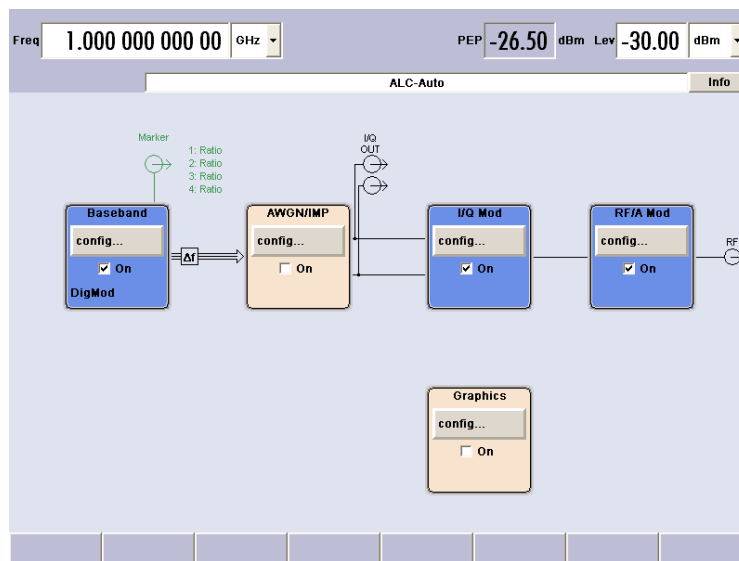 Freq 1.000 000 000 00 GHz PEP -26.50 dBm Lev -30.00 dBm
ALC-Auto Info
Marker
1: Ratio
2: Ratio
3: Ratio
4: Ratio
I/Q
OUT
Baseband AWGN/IMP I/Q Mod RF/A Mod
config... config... config... config...
RF
Δf
On On On On
DigMod
Graphics
config...
On